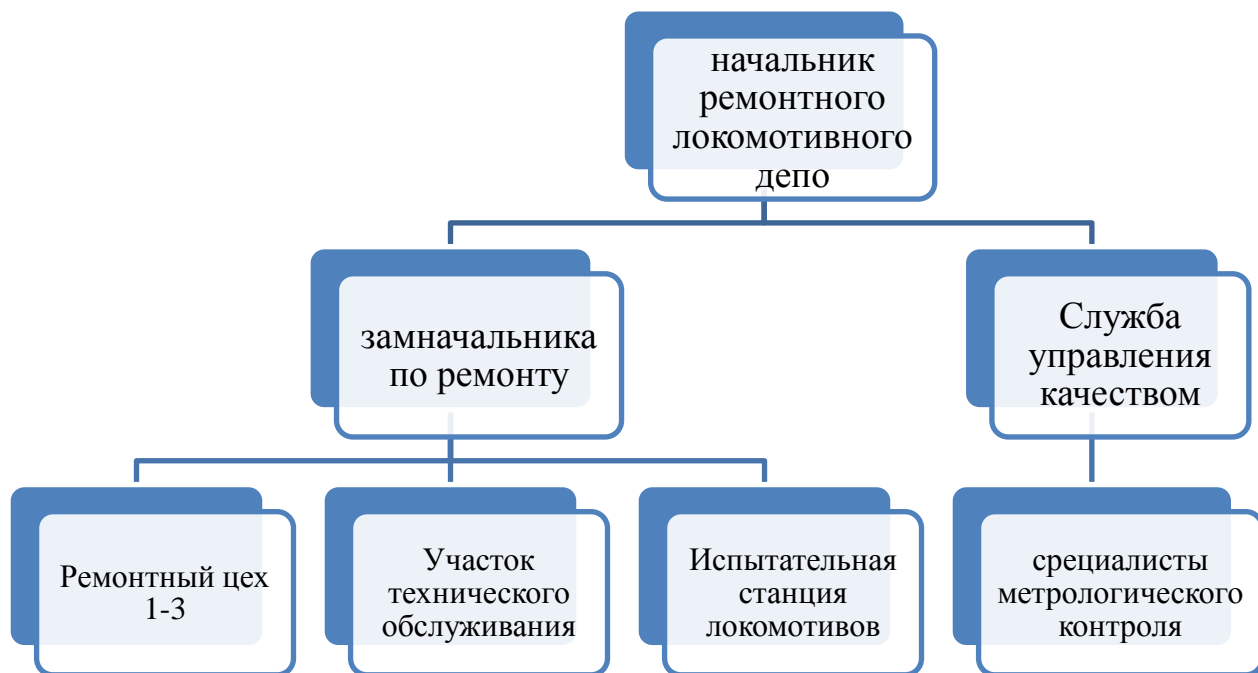 начальник
ремонтного
локомотивного
депо
замначальника
по ремонту
Служба
управления
качеством
Ремонтный цех
1-3
Участок
технического
обслуживания
Испытательная
станция
локомотивов
срециалисты
метрологического
контроля